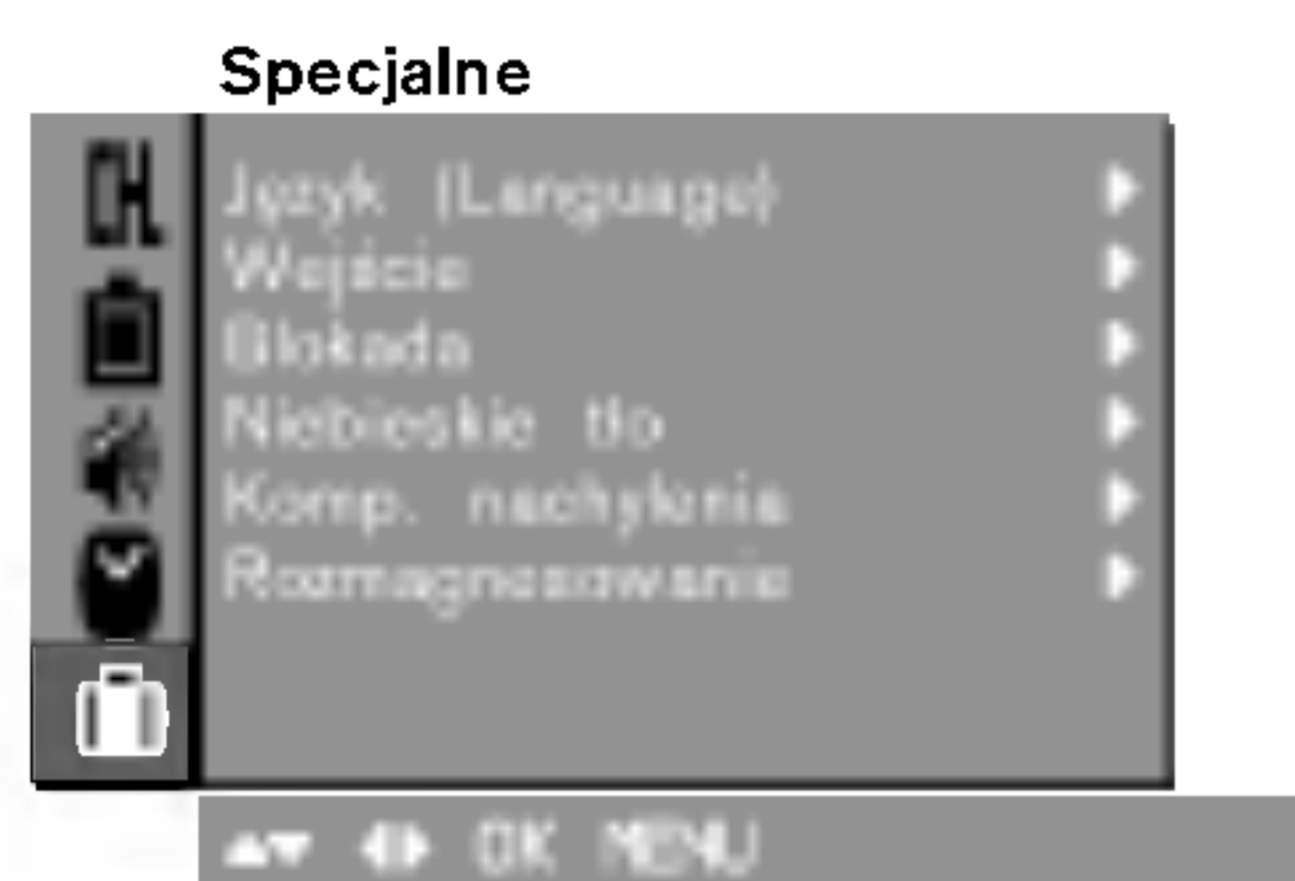 Specjalne
Język (Language)
Wejście
Blokada
Niebieskie tło
Komp. nachylenia
Rozmagnesowanie
OK MENU